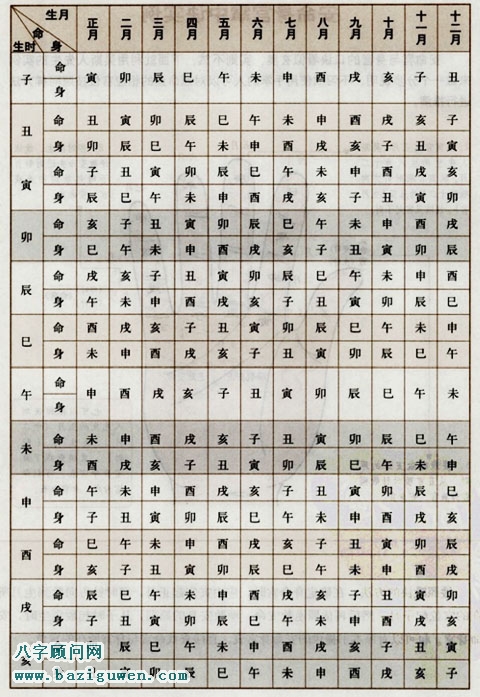 生月
命
身
生时
正月 二月 三月 四月 五月 六月 七月 八月 九月 十月 十一月 十二月
子 命 寅 卯 辰 巳 午 未 申 酉 戌 亥 子 丑
身
丑 命 丑 寅 卯 辰 巳 午 未 申 酉 戌 亥 子
身 卯 辰 巳 午 未 申 酉 戌 亥 子 丑 寅
寅 命 子 丑 寅 卯 辰 巳 午 未 申 酉 戌 亥
身 辰 巳 午 未 申 酉 戌 亥 子 丑 寅 卯
卯 命 亥 子 丑 寅 卯 辰 巳 午 未 申 酉 戌
身 巳 午 未 申 酉 戌 亥 子 丑 寅 卯 辰
辰 命 戌 亥 子 丑 寅 卯 辰 巳 午 未 申 酉
身 午 未 申 酉 戌 亥 子 丑 寅 卯 辰 巳
巳 命 酉 戌 亥 子 丑 寅 卯 辰 巳 午 未 申
身 未 申 酉 戌 亥 子 丑 寅 卯 辰 巳 午
午 命 申 酉 戌 亥 子 丑 寅 卯 辰 巳 午 未
身
未 命 未 申 酉 戌 亥 子 丑 寅 卯 辰 巳 午
身 酉 戌 亥 子 丑 寅 卯 辰 巳 午 未 申
申 命 午 未 申 酉 戌 亥 子 丑 寅 卯 辰 巳
身 子 丑 寅 卯 辰 巳 午 未 申 酉 戌 亥
酉 命 巳 午 未 申 酉 戌 亥 子 丑 寅 卯 辰
身 亥 子 丑 寅 卯 辰 巳 午 未 申 酉 戌
戌 命 辰 巳 午 未 申 酉 戌 亥 子 丑 寅 卯
身 子 丑 寅 卯 辰 巳 午 未 申 酉 戌 亥
亥 辰 巳 午 未 申 酉 戌 亥 子 丑 寅
卯 辰 巳 午 未 申 酉 戌 亥 子
八字顾问网
www.baziguwen.com